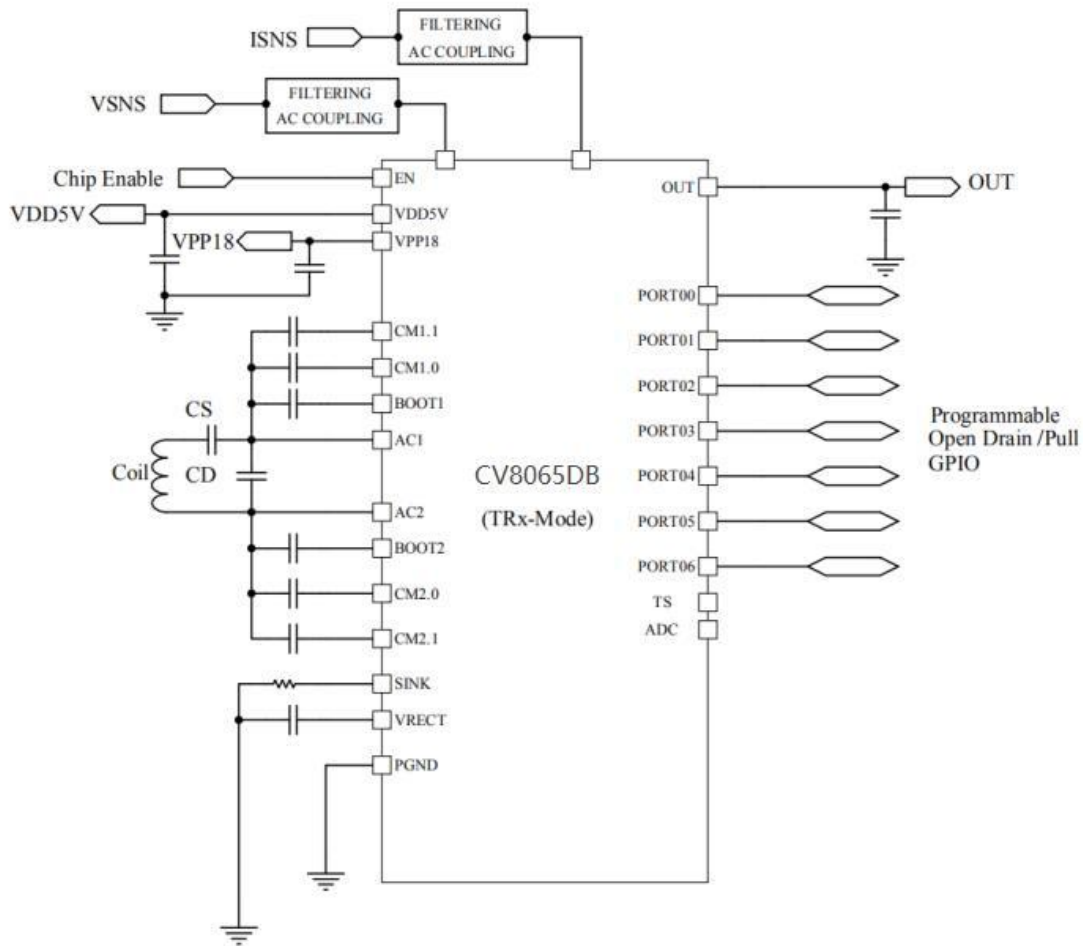 ISNS
FILTERING
AC COUPLING
VSNS
FILTERING
AC COUPLING
Chip Enable
EN
OUT
OUT
VDD5V
VDD5V
VPP18
VPP18
PORT00
CM1.1
PORT01
CM1.0
PORT02
BOOT1
CS
PORT03
AC1
Programmable
Open Drain /Pull
GPIO
Coil
CD
CV8065DB
(TRx-Mode)
PORT04
AC2
PORT05
BOOT2
PORT06
CM2.0
TS
ADC
CM2.1
SINK
VRECT
PGND